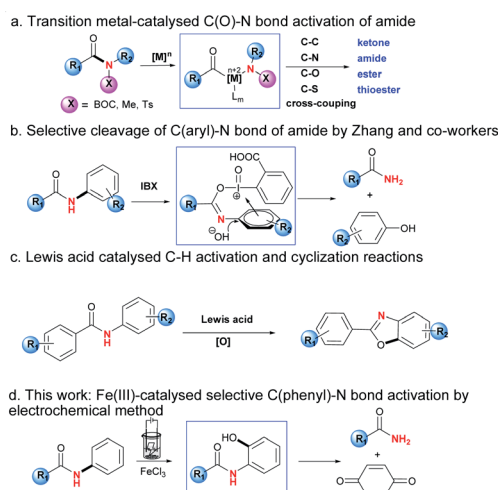 a. Transition metal-catalysed C(O)-N bond activation of amide
O R1 N R2 X
[M]ⁿ
O R1 n+2 [M] Lm R2 N X
C-C ketone
C-N amide
C-O ester
C-S thioester
cross-couping
X = BOC, Me, Ts
b. Selective cleavage of C(aryl)-N bond of amide by Zhang and co-workers
O R1 N H R2
IBX
HOOC O I ⊕ O R1 N R2 ⊖OH
O R1 NH2
+
R2 OH
c. Lewis acid catalysed C-H activation and cyclization reactions
R1 O N H R2
Lewis acid
[O]
R1 N O R2
d. This work: Fe(III)-catalysed selective C(phenyl)-N bond activation by
electrochemical method
O R1 N H
FeCl3
HO O R1 N H
O R1 NH2
+
O O